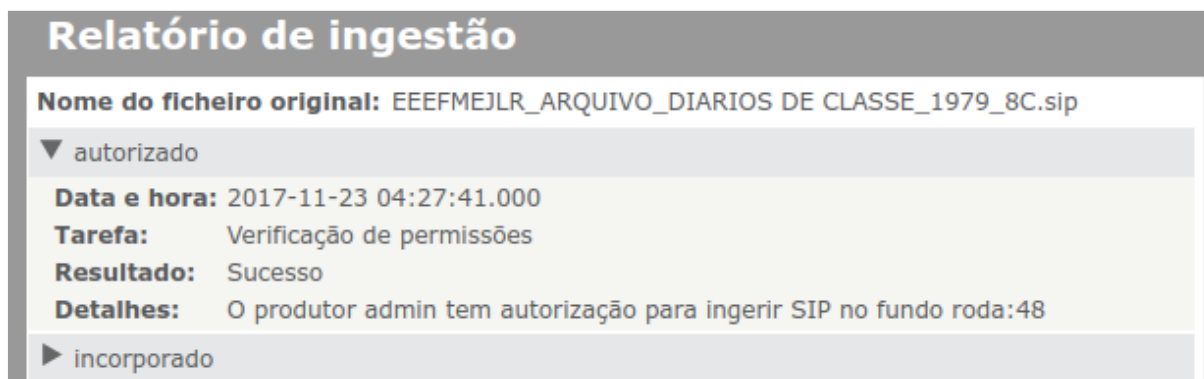 Relatório de ingestão
Nome do ficheiro original: EEEFMEJLR_ARQUIVO_DIARIOS DE CLASSE_1979_8C.sip
▼ autorizado
Data e hora: 2017-11-23 04:27:41.000
Tarefa: Verificação de permissões
Resultado: Sucesso
Detalhes: O produtor admin tem autorização para ingerir SIP no fundo roda:48
▶ incorporado